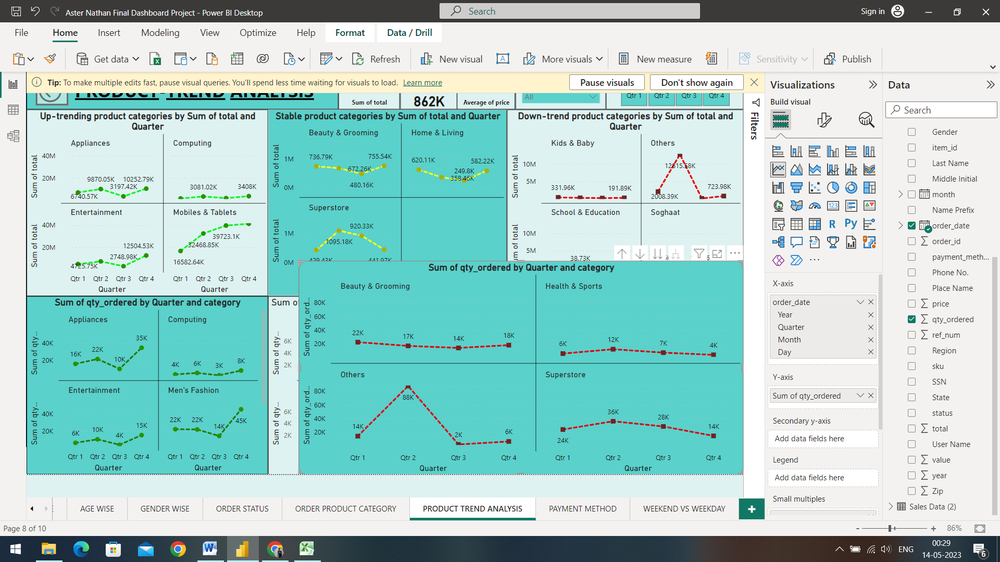 Aster Nathan Final Dashboard Project - Power BI Desktop
Search
Sign in
File Home Insert Modeling View Optimize Help Format Data / Drill
Get data Refresh New visual More visuals New measure Sensitivity Publish
Tip: To make multiple edits fast, pause visual queries. You'll spend less time waiting for visuals to load. Learn more
Pause visuals Don't show again
PRODUCT-TREND ANALYSIS
Sum of total 862K Average of price
All
Qtr 1 Qtr 2 Qtr 3 Qtr 4
Up-trending product categories by Sum of total and
Quarter
Appliances Computing
Sum of total
40M
20M
6740.57K 9870.05K 3197.42K 10252.79K
3081.02K 3408K
Entertainment Mobiles & Tablets
Sum of total
40M
20M
4725.75K 2748.98K 12504.53K
16582.64K 32468.85K 39723.1K
Qtr 1 Qtr 2 Qtr 3 Qtr 4 Qtr 1 Qtr 2 Qtr 3 Qtr 4
Quarter Quarter
Stable product categories by Sum of total and Quarter
Beauty & Grooming Home & Living
Sum of total
1M
0M
736.79K 672.26K 480.16K 755.54K
620.11K 358.46K 249.8K 582.22K
Superstore
Sum of total
1M
0M
429.43K 1095.18K 920.33K 441.97K
Down-trend product categories by Sum of total and
Quarter
Kids & Baby Others
Sum of total
10M
5M
331.96K 191.89K
2008.39K 12815.58K 723.98K
School & Education Soghaat
um of total
10M
5M
38.73K
Sum of qty_ordered by Quarter and category
Appliances Computing
Sum of qty...
40K
20K
16K 22K 10K 35K
4K 6K 3K 8K
Entertainment Men's Fashion
Sum of qty...
40K
20K
6K 10K 4K 15K
22K 22K 14K 45K
Qtr 1 Qtr 2 Qtr 3 Qtr 4 Qtr 1 Qtr 2 Qtr 3 Qtr 4
Quarter Quarter
Sum o
Sum of qty...
6K
4K
2K
Sum of qty...
6K
4K
2K
Sum of qty_ordered by Quarter and category
Beauty & Grooming Health & Sports
Sum of qty_ord...
80K
60K
40K
20K
22K 17K 14K 18K
6K 12K 7K 4K
Others Superstore
Sum of qty_ord...
80K
60K
40K
20K
14K 88K 2K 6K
24K 36K 28K 14K
Qtr 1 Qtr 2 Qtr 3 Qtr 4 Qtr 1 Qtr 2 Qtr 3 Qtr 4
Quarter Quarter
Filters
Visualizations
Build visual
123
R Py
X-axis
order_date
Year
Quarter
Month
Day
Y-axis
Sum of qty_ordered
Secondary y-axis
Add data fields here
Legend
Add data fields here
Small multiples
Data
Search
Gender
item_id
Last Name
Middle Initial
month
Name Prefix
order_date
order_id
payment_meth...
Phone No.
Place Name
price
qty_ordered
ref_num
Region
sku
SSN
State
status
total
User Name
value
year
Zip
Sales Data (2)
AGE WISE GENDER WISE ORDER STATUS ORDER PRODUCT CATEGORY PRODUCT TREND ANALYSIS PAYMENT METHOD WEEKEND VS WEEKDAY
Page 8 of 10
86%
ENG
00:29
14-05-2023
6